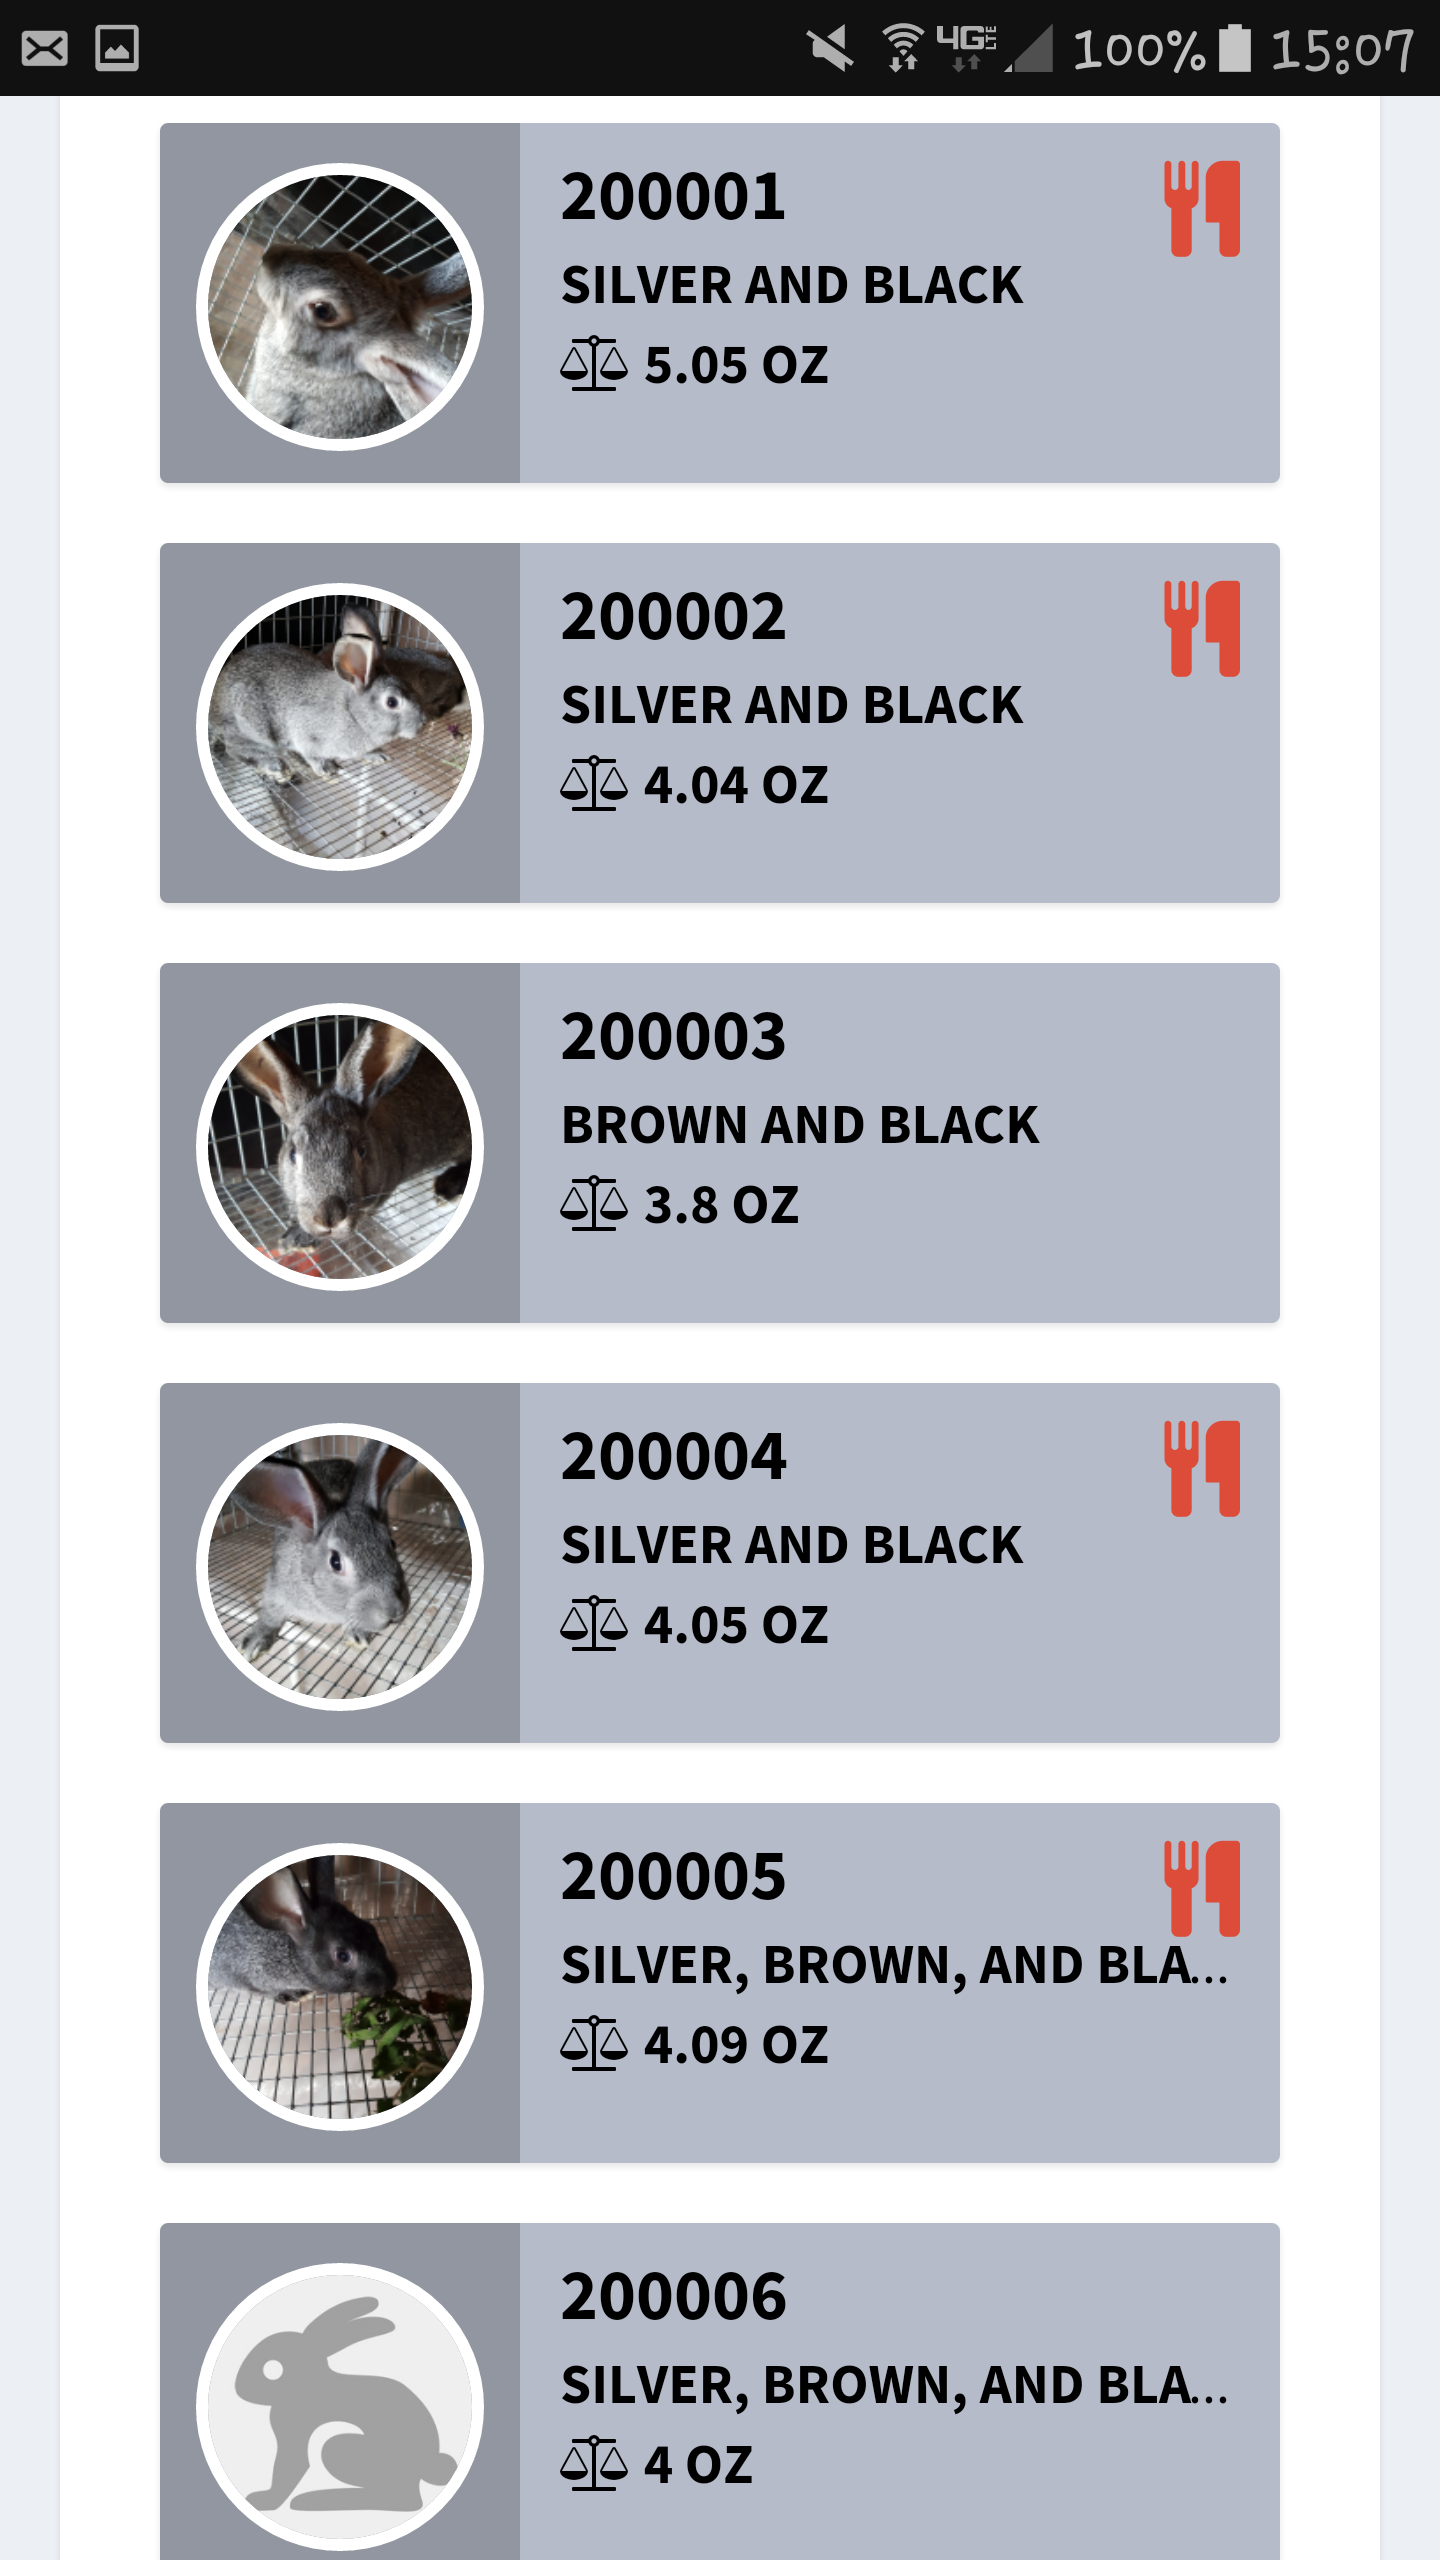 4G LTE 100% 15:07
200001
SILVER AND BLACK
5.05 OZ
200002
SILVER AND BLACK
4.04 OZ
200003
BROWN AND BLACK
3.8 OZ
200004
SILVER AND BLACK
4.05 OZ
200005
SILVER, BROWN, AND BLA...
4.09 OZ
200006
SILVER, BROWN, AND BLA...
4 OZ